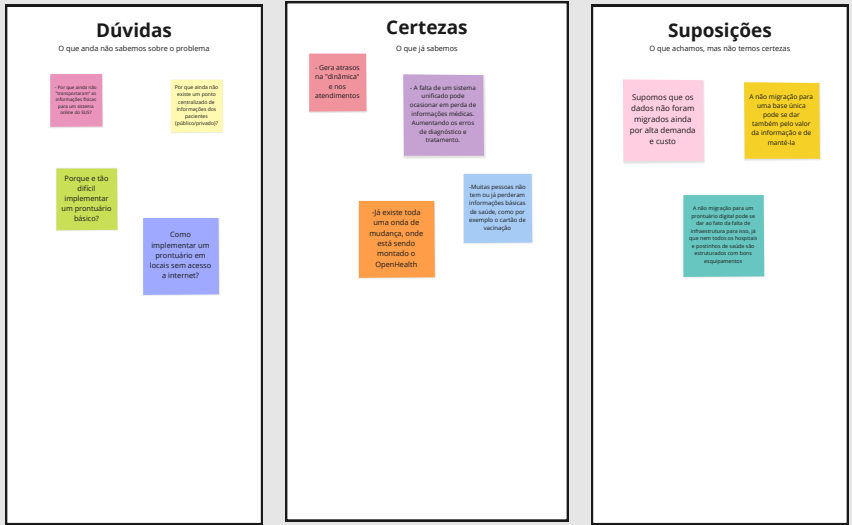 Dúvidas
O que anda não sabemos sobre o problema
- Por que ainda não
"transportaram" as
informações físicas
para um sistema
online do SUS?
Por que ainda não
existe um ponto
centralizado de
informações dos
pacientes
(público/privado)?
Porque e tão
difícil
implementar
um prontuário
básico?
Como
implementar um
prontuário em
locais sem acesso
a internet?
Certezas
O que já sabemos
- Gera atrasos
na "dinâmica"
e nos
atendimentos
- A falta de um sistema
unificado pode
ocasionar em perda de
informações médicas.
Aumentando os erros
de diagnóstico e
tratamento.
-Muitas pessoas não
tem ou já perderam
informações básicas
de saúde, como por
exemplo o cartão de
vacinação
-Já existe toda
uma onda de
mudança, onde
está sendo
montado o
OpenHealth
Suposições
O que achamos, mas não temos certezas
Supomos que os
dados não foram
migrados ainda
por alta demanda
e custo
A não migração para
uma base única
pode se dar
também pelo valor
da informação e de
mantê-la
A não migração para um
prontuário digital pode se
dar ao fato da falta de
infraestrutura para isso, já
que nem todos os hospitais
e postinhos de saúde são
estruturados com bons
esquipamentos